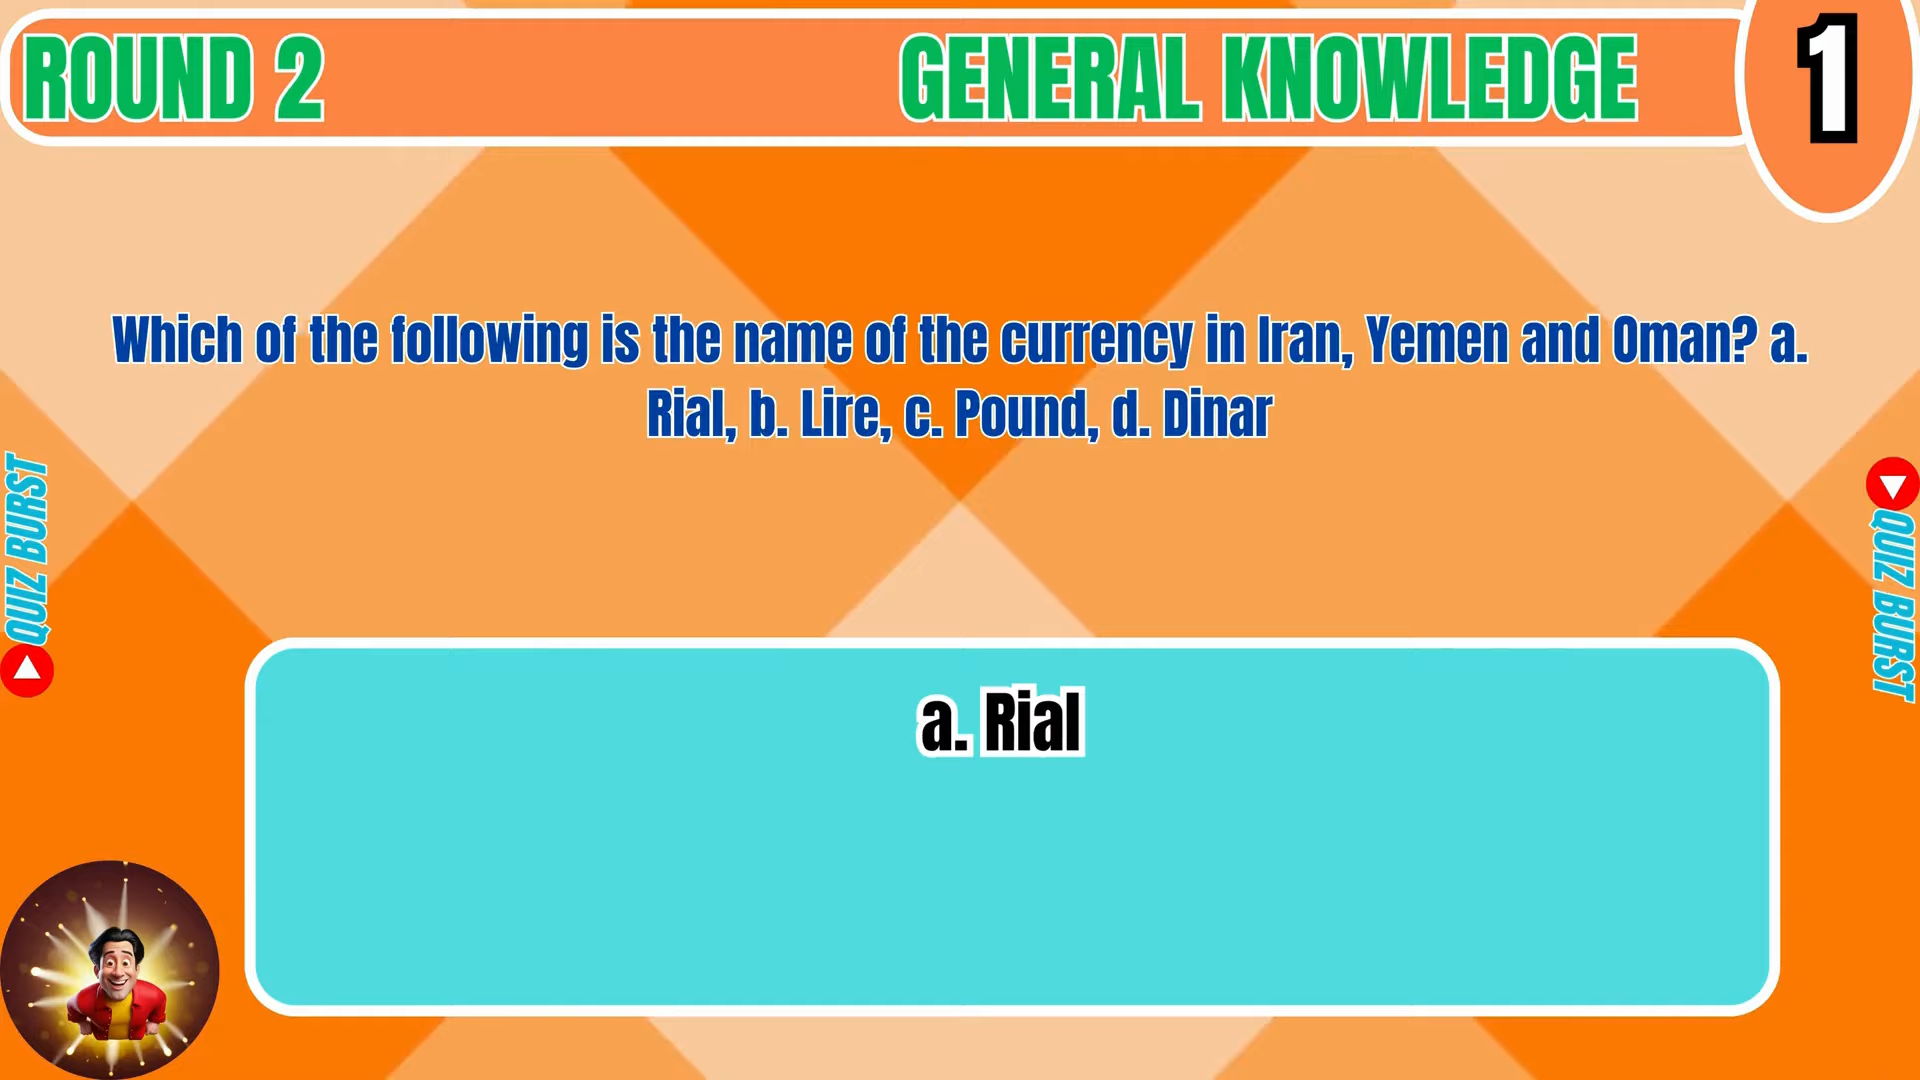 ROUND 2
GENERAL KNOWLEDGE
1
Which of the following is the name of the currency in Iran, Yemen and Oman? a.
Rial, b. Lire, c. Pound, d. Dinar
QUIZ BURST
QUIZ BURST
a. Rial